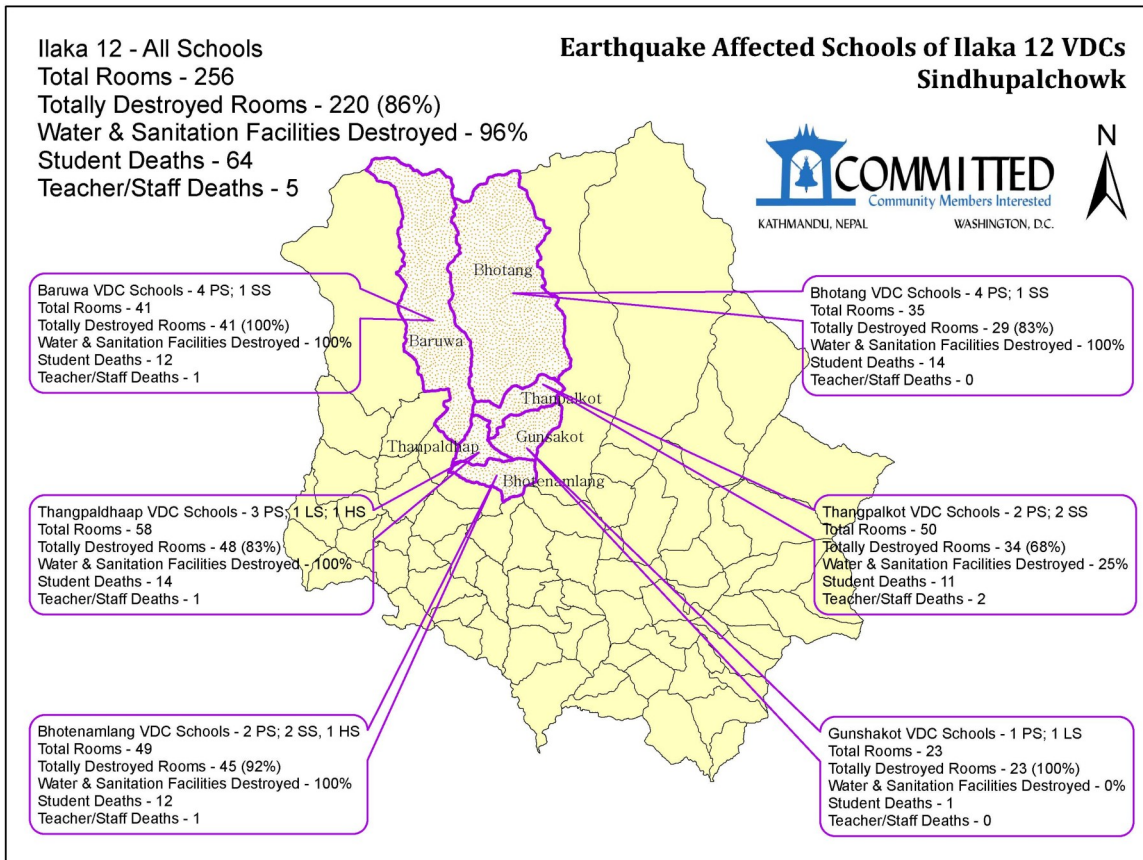 Ilaka 12 - All Schools
Total Rooms - 256
Totally Destroyed Rooms - 220 (86%)
Water & Sanitation Facilities Destroyed - 96%
Student Deaths - 64
Teacher/Staff Deaths - 5
Earthquake Affected Schools of Ilaka 12 VDCs
Sindhupalchowk
COMMITTED
Community Members Interested
KATHMANDU, NEPAL WASHINGTON, D.C.
N
Baruwa VDC Schools - 4 PS; 1 SS
Total Rooms - 41
Totally Destroyed Rooms - 41 (100%)
Water & Sanitation Facilities Destroyed - 100%
Student Deaths - 12
Teacher/Staff Deaths - 1
Bhotang VDC Schools - 4 PS; 1 SS
Total Rooms - 35
Totally Destroyed Rooms - 29 (83%)
Water & Sanitation Facilities Destroyed - 100%
Student Deaths - 14
Teacher/Staff Deaths - 0
Bhotang
Baruwa
Thanpalkot
Gunsakot
Thanpaldhap
Bhotenamlang
Thangpaldhaap VDC Schools - 3 PS; 1 LS; 1 HS
Total Rooms - 58
Totally Destroyed Rooms - 48 (83%)
Water & Sanitation Facilities Destroyed - 100%
Student Deaths - 14
Teacher/Staff Deaths - 1
Thangpalkot VDC Schools - 2 PS; 2 SS
Total Rooms - 50
Totally Destroyed Rooms - 34 (68%)
Water & Sanitation Facilities Destroyed - 25%
Student Deaths - 11
Teacher/Staff Deaths - 2
Bhotenamlang VDC Schools - 2 PS; 2 SS, 1 HS
Total Rooms - 49
Totally Destroyed Rooms - 45 (92%)
Water & Sanitation Facilities Destroyed - 100%
Student Deaths - 12
Teacher/Staff Deaths - 1
Gunshakot VDC Schools - 1 PS; 1 LS
Total Rooms - 23
Totally Destroyed Rooms - 23 (100%)
Water & Sanitation Facilities Destroyed - 0%
Student Deaths - 1
Teacher/Staff Deaths - 0